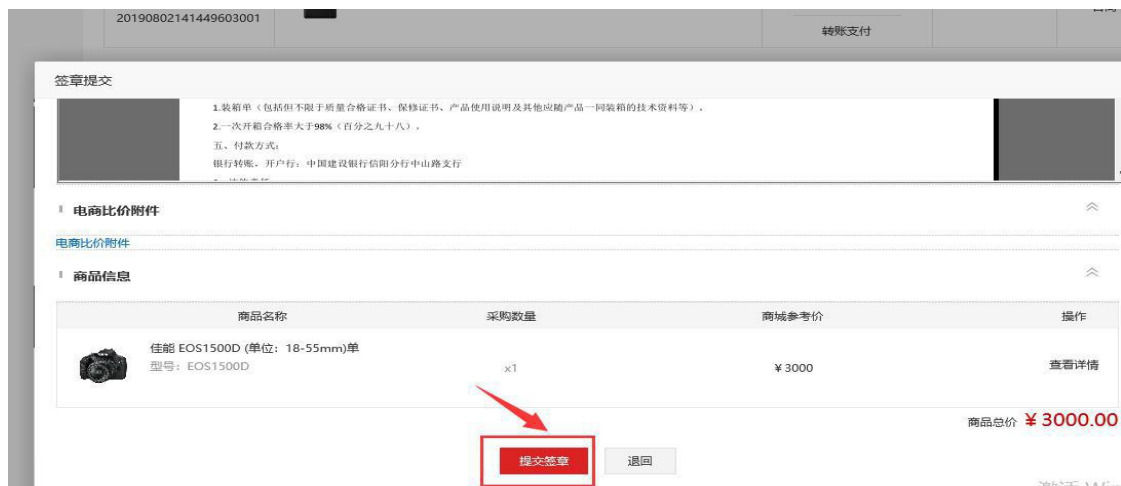 20190802141449603001
转账支付
签章提交
1.装箱单（包括但不限于质量合格证书、保修证书、产品使用说明及其他应随产品一同装箱的技术资料等）。
2.一次开箱合格率大于98%（百分之九十八）。
五、付款方式:
银行转账。开户行：中国建设银行信阳分行中山路支行
电商比价附件
电商比价附件
商品信息
商品名称 采购数量 商城参考价 操作
佳能 EOS1500D (单位：18-55mm)单
型号：EOS1500D x1 ¥ 3000 查看详情
商品总价 ¥ 3000.00
提交签章 退回